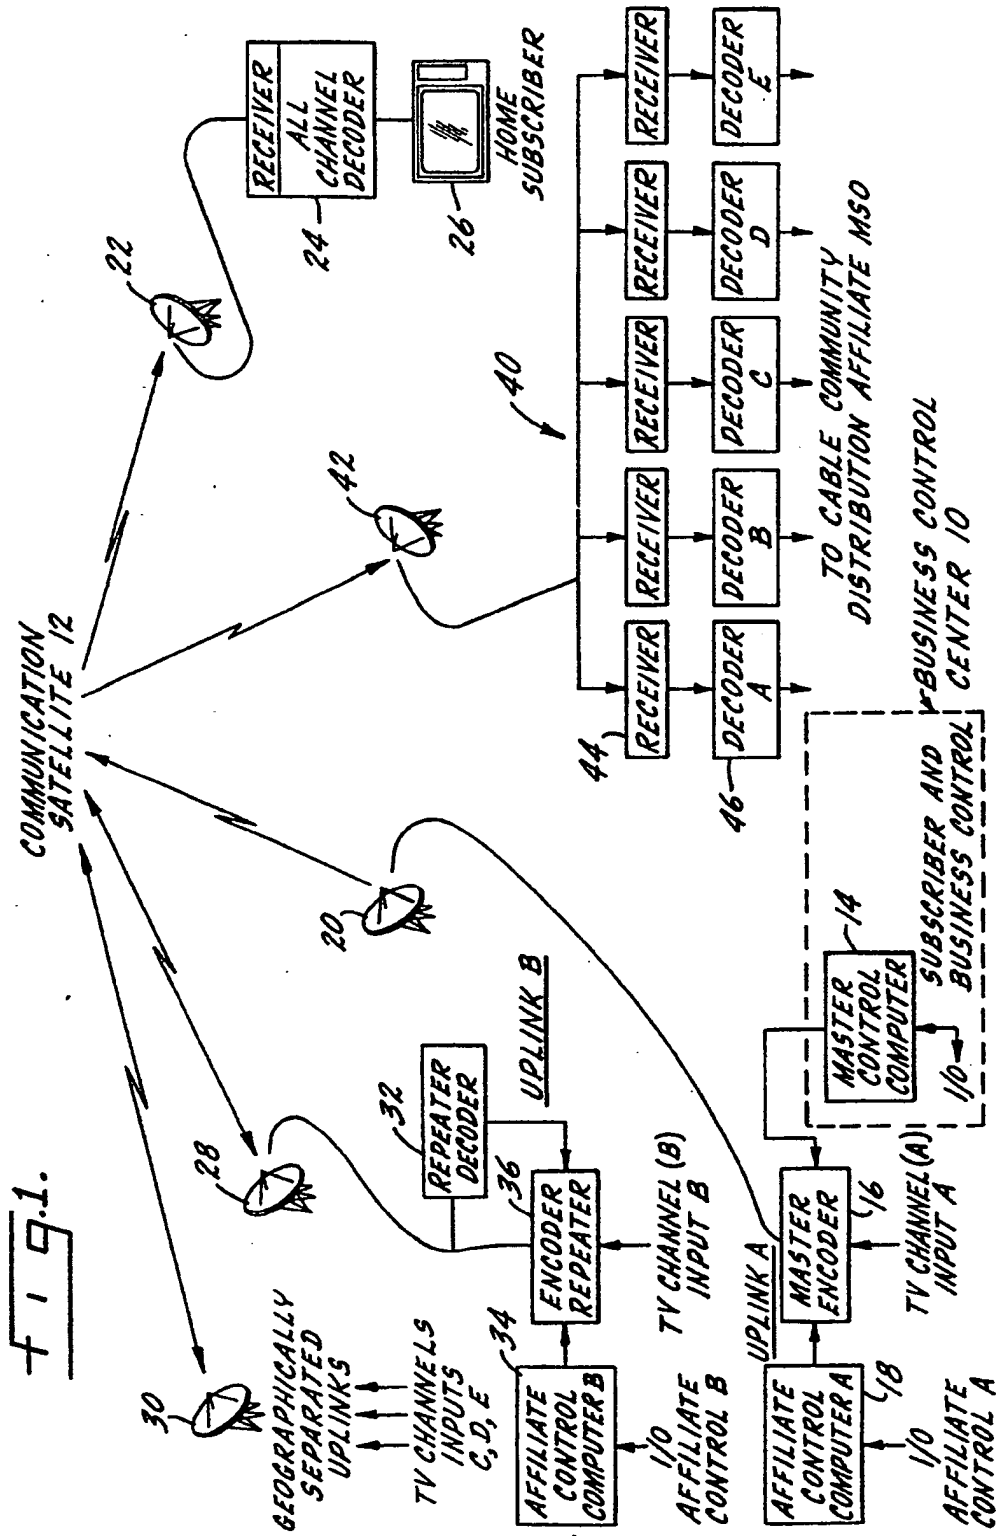 Fig. 1.
COMMUNICATION
SATELLITE 12
30
28
20
42
22
GEOGRAPHICALLY
SEPARATED
UPLINKS
TV CHANNELS
INPUTS
C, D, E
RECEIVER
ALL
CHANNEL
DECODER
24
26
HOME
SUBSCRIBER
32
REPEATER
DECODER
UPLINK B
34
AFFILIATE
CONTROL
COMPUTER B
36
ENCODER
REPEATER
I/O
AFFILIATE
CONTROL B
TV CHANNEL (B)
INPUT B
40
44
RECEIVER
RECEIVER
RECEIVER
RECEIVER
RECEIVER
46
DECODER
A
DECODER
B
DECODER
C
DECODER
D
DECODER
E
TO CABLE COMMUNITY
DISTRIBUTION AFFILIATE MSO
UPLINK A
AFFILIATE
CONTROL
COMPUTER A
18
MASTER
ENCODER
16
I/O
AFFILIATE
CONTROL A
TV CHANNEL (A)
INPUT A
MASTER
CONTROL
COMPUTER
14
I/O
SUBSCRIBER AND
BUSINESS CONTROL
BUSINESS CONTROL
CENTER 10